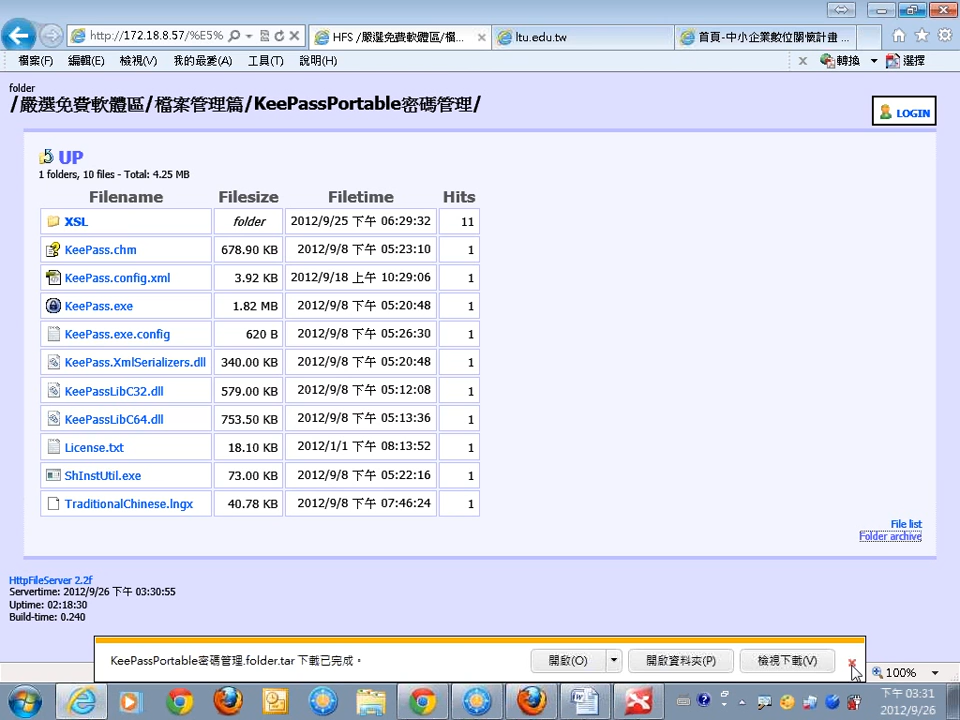 http://172.18.8.57/%E5%
HFS /嚴選免費軟體區/檔...
ltu.edu.tw
首頁-中小企業數位關懷計畫 ...
檔案(F) 編輯(E) 檢視(V) 我的最愛(A) 工具(T) 說明(H)
轉換
選擇
folder
/嚴選免費軟體區/檔案管理篇/KeePassPortable密碼管理/
LOGIN
UP
1 folders, 10 files - Total: 4.25 MB
Filename Filesize Filetime Hits
XSL folder 2012/9/25 下午 06:29:32 11
KeePass.chm 678.90 KB 2012/9/8 下午 05:23:10 1
KeePass.config.xml 3.92 KB 2012/9/18 上午 10:29:06 1
KeePass.exe 1.82 MB 2012/9/8 下午 05:20:48 1
KeePass.exe.config 620 B 2012/9/8 下午 05:26:30 1
KeePass.XmlSerializers.dll 340.00 KB 2012/9/8 下午 05:20:48 1
KeePassLibC32.dll 579.00 KB 2012/9/8 下午 05:12:08 1
KeePassLibC64.dll 753.50 KB 2012/9/8 下午 05:13:36 1
License.txt 18.10 KB 2012/1/1 下午 08:13:52 1
ShInstUtil.exe 73.00 KB 2012/9/8 下午 05:22:16 1
TraditionalChinese.lngx 40.78 KB 2012/9/8 下午 07:46:24 1
File list
Folder archive
HttpFileServer 2.2f
Servertime: 2012/9/26 下午 03:30:55
Uptime: 02:18:30
Build-time: 0.240
KeePassPortable密碼管理.folder.tar 下載已完成。
開啟(O)
開啟資料夾(P)
檢視下載(V)
100%
下午 03:31
2012/9/26